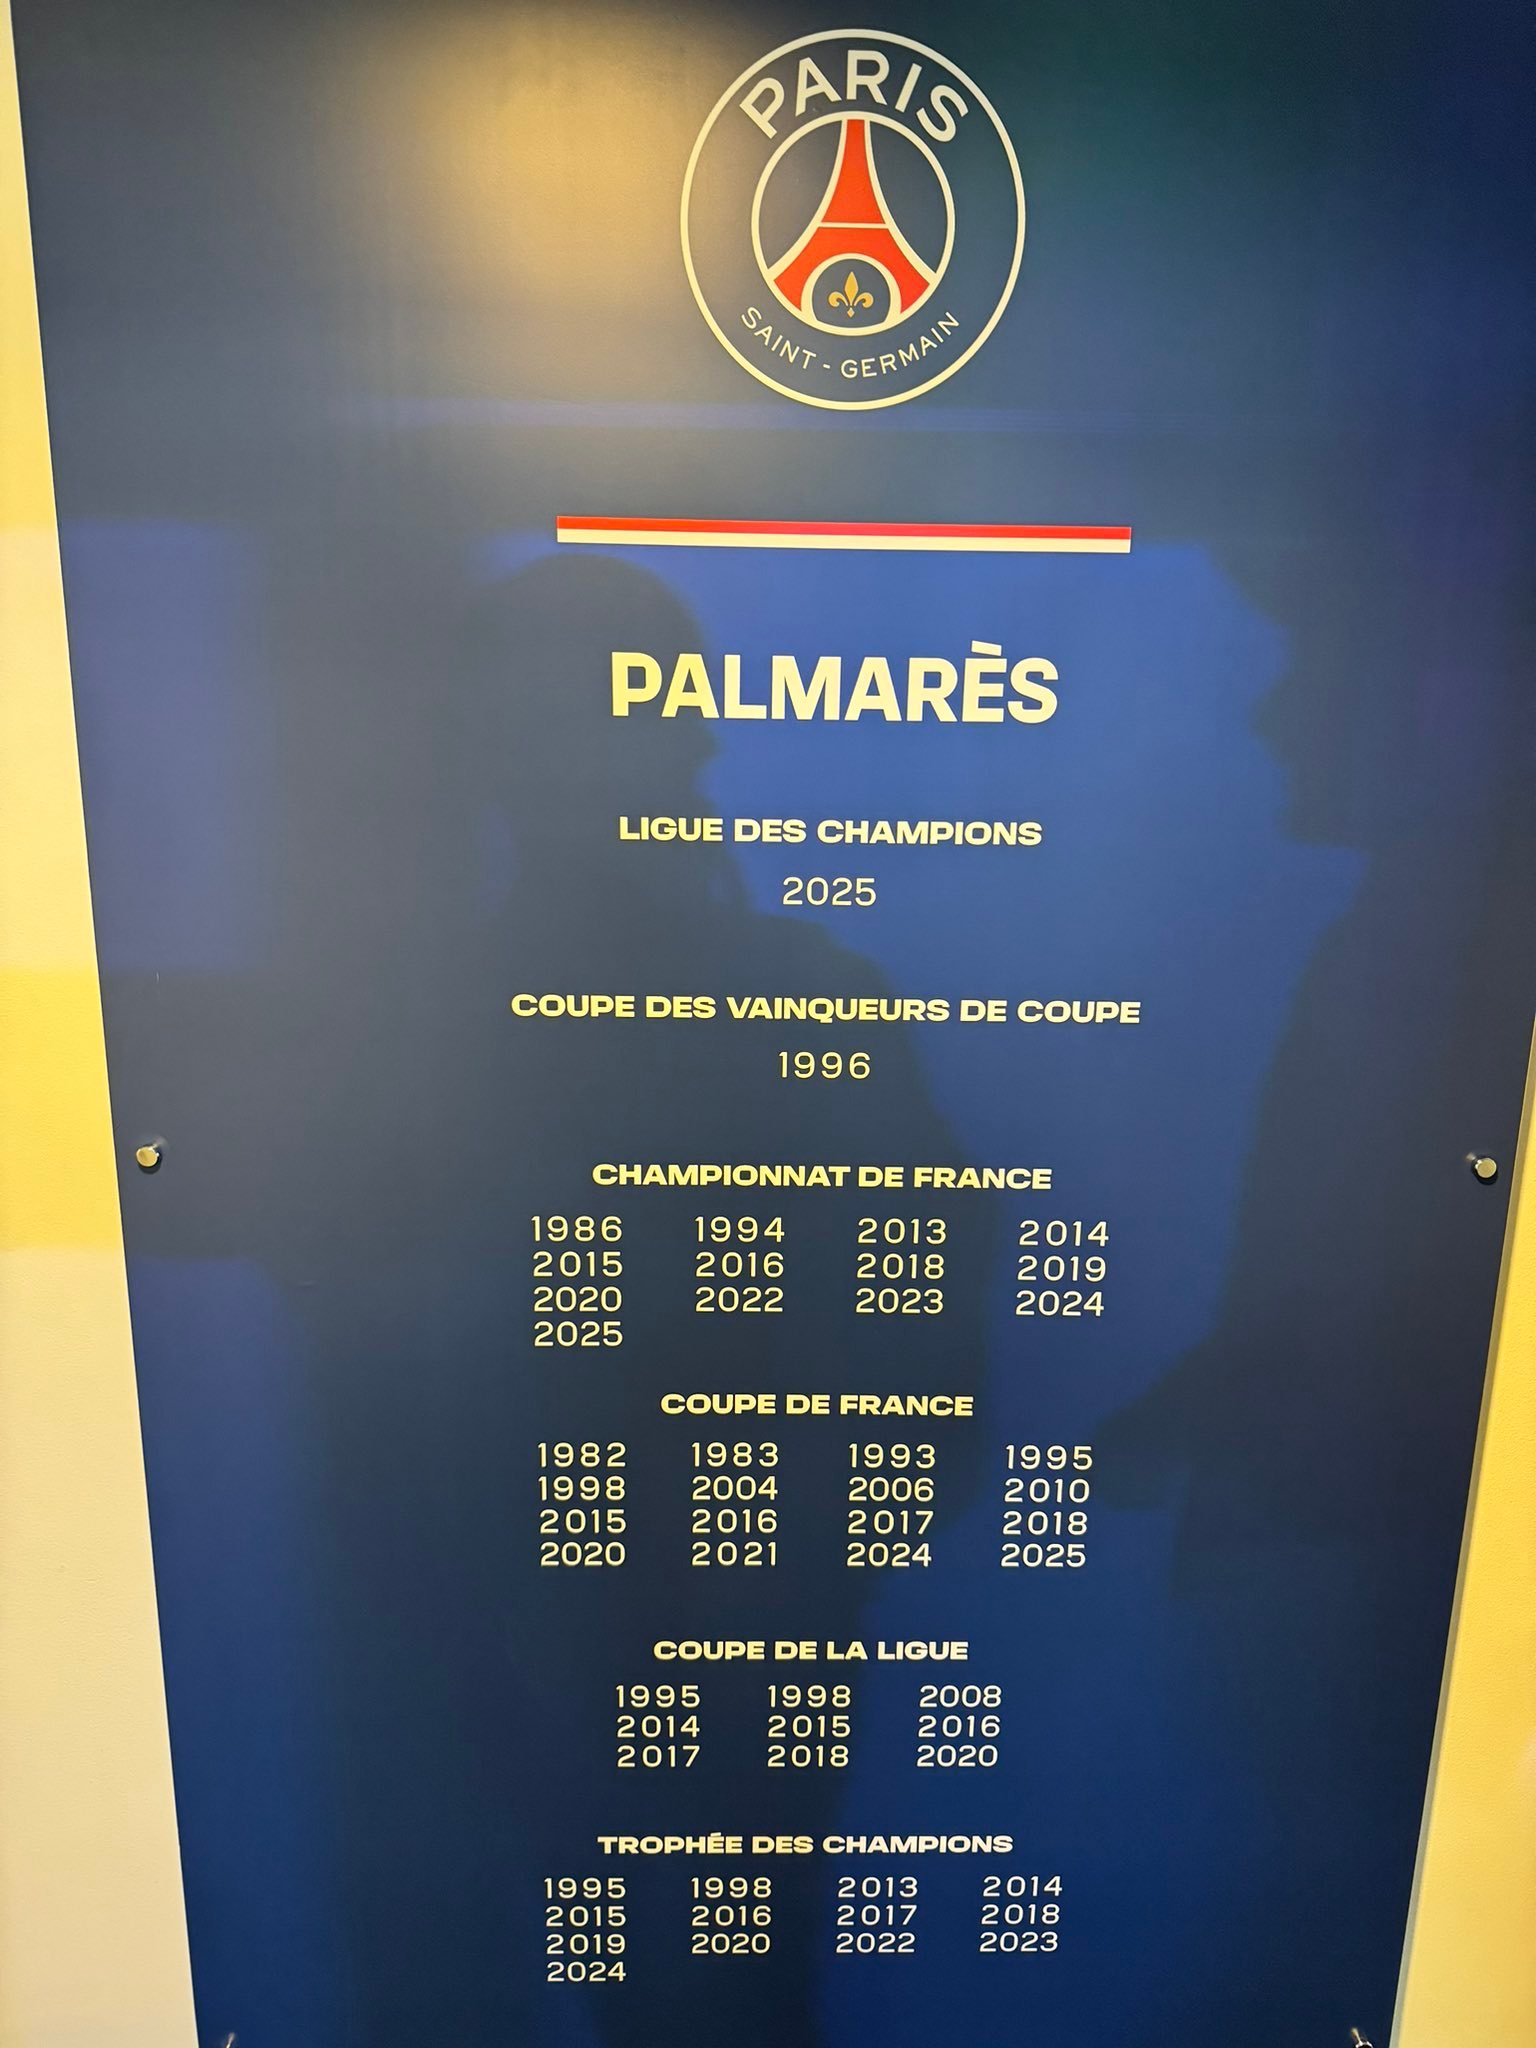 PARIS
SAINT-GERMAIN
PALMARÈS
LIGUE DES CHAMPIONS
2025
COUPE DES VAINQUEURS DE COUPE
1996
CHAMPIONNAT DE FRANCE
1986 1994 2013 2014
2015 2016 2018 2019
2020 2022 2023 2024
2025
COUPE DE FRANCE
1982 1983 1993 1995
1998 2004 2006 2010
2015 2016 2017 2018
2020 2021 2024 2025
COUPE DE LA LIGUE
1995 1998 2008
2014 2015 2016
2017 2018 2020
TROPHÉE DES CHAMPIONS
1995 1998 2013 2014
2015 2016 2017 2018
2019 2020 2022 2023
2024